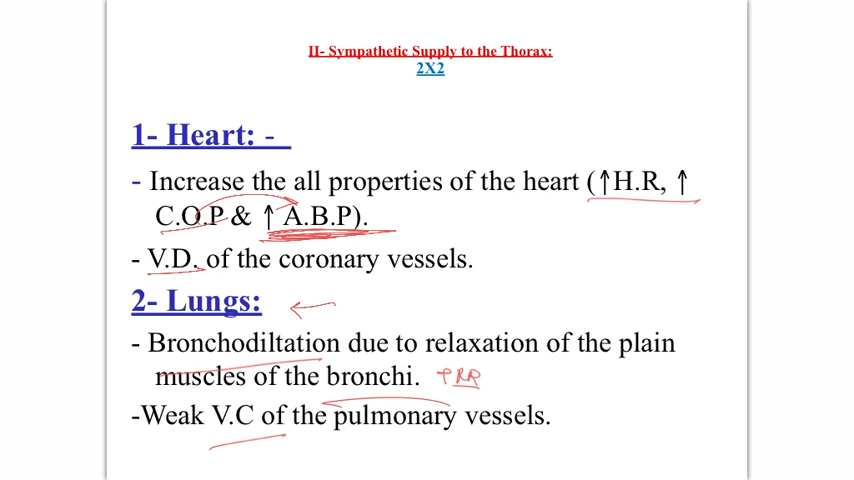 II- Sympathetic Supply to the Thorax:
2X2
1- Heart: -
- Increase the all properties of the heart (↑H.R, ↑
C.O.P & ↑ A.B.P).
- V.D. of the coronary vessels.
2- Lungs:
- Bronchodiltation due to relaxation of the plain
muscles of the bronchi. ↑RR
-Weak V.C of the pulmonary vessels.